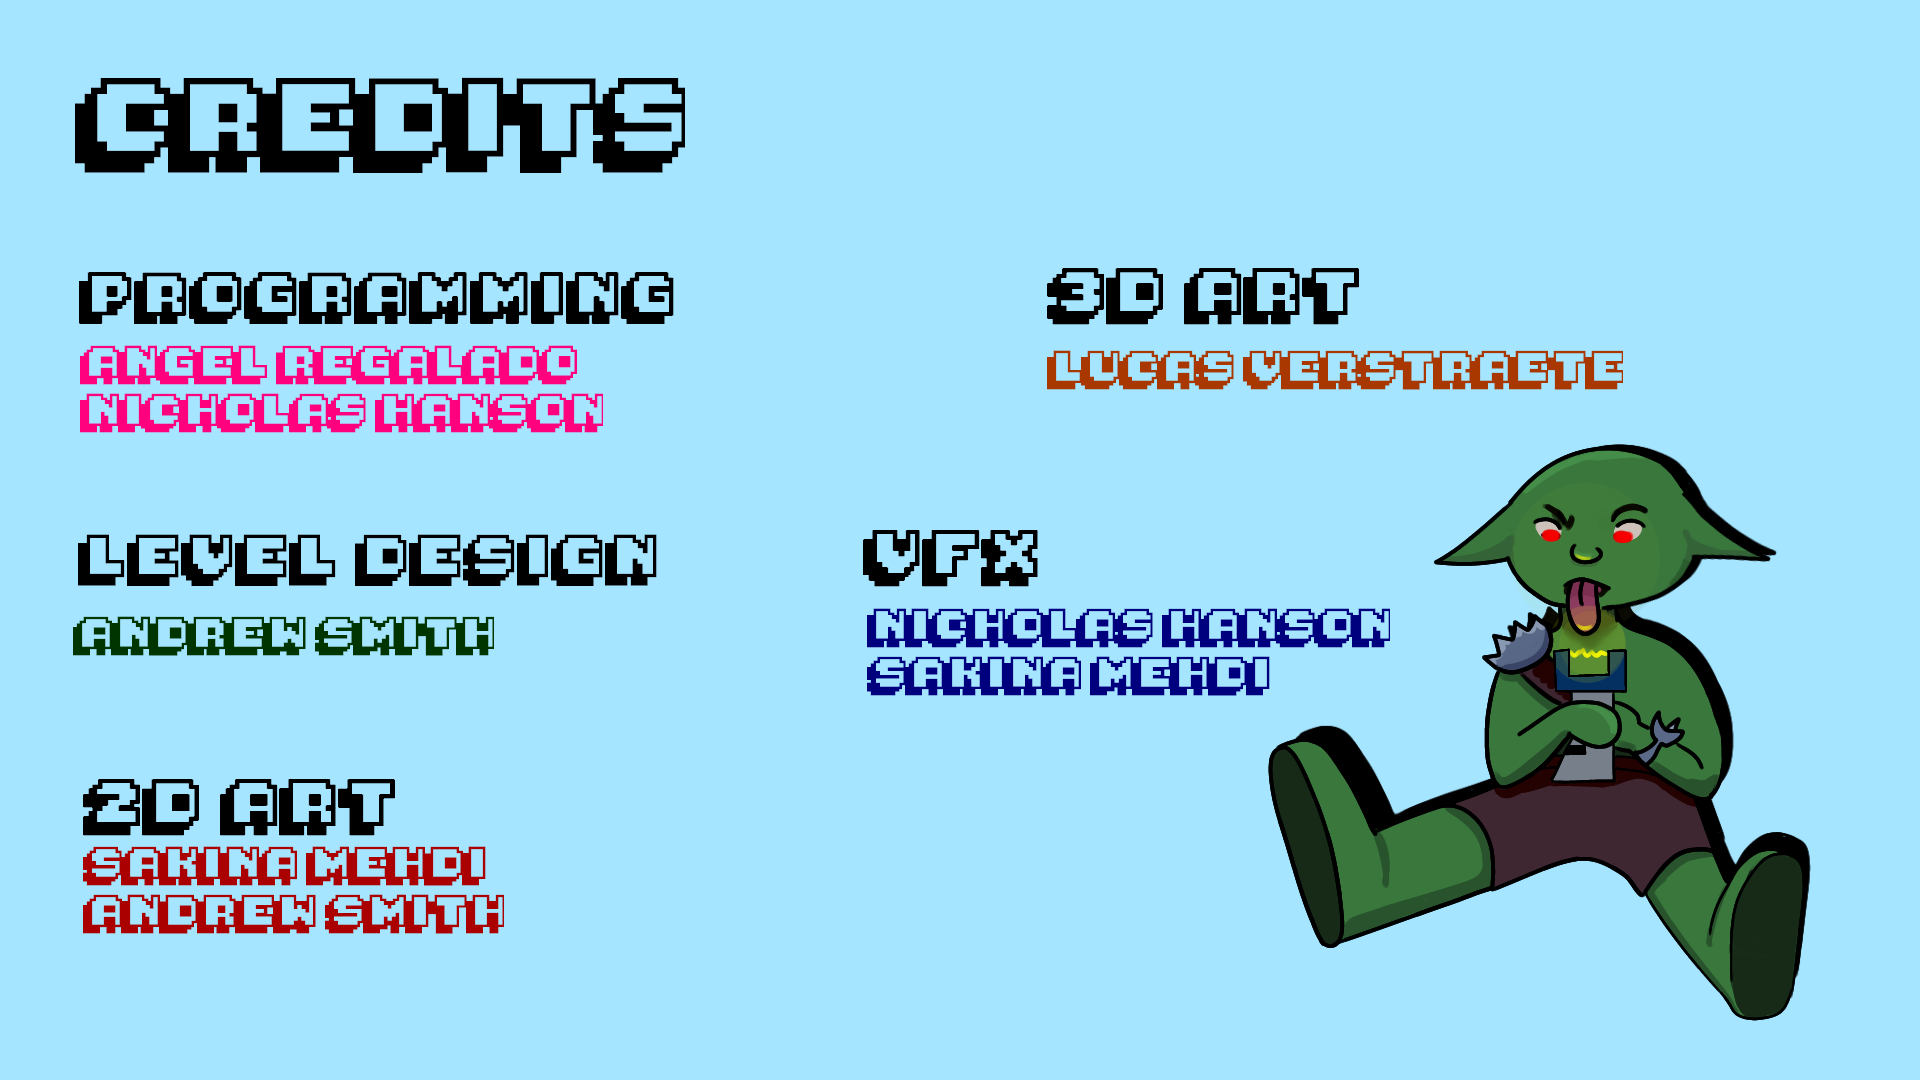 CREDITS
PROGRAMMING
ANGEL REGALADO
NICHOLAS HANSON
3D ART
LUCAS VERSTRAETE
LEVEL DESIGN
ANDREW SMITH
VFX
NICHOLAS HANSON
SAKINA MEHDI
2D ART
SAKINA MEHDI
ANDREW SMITH